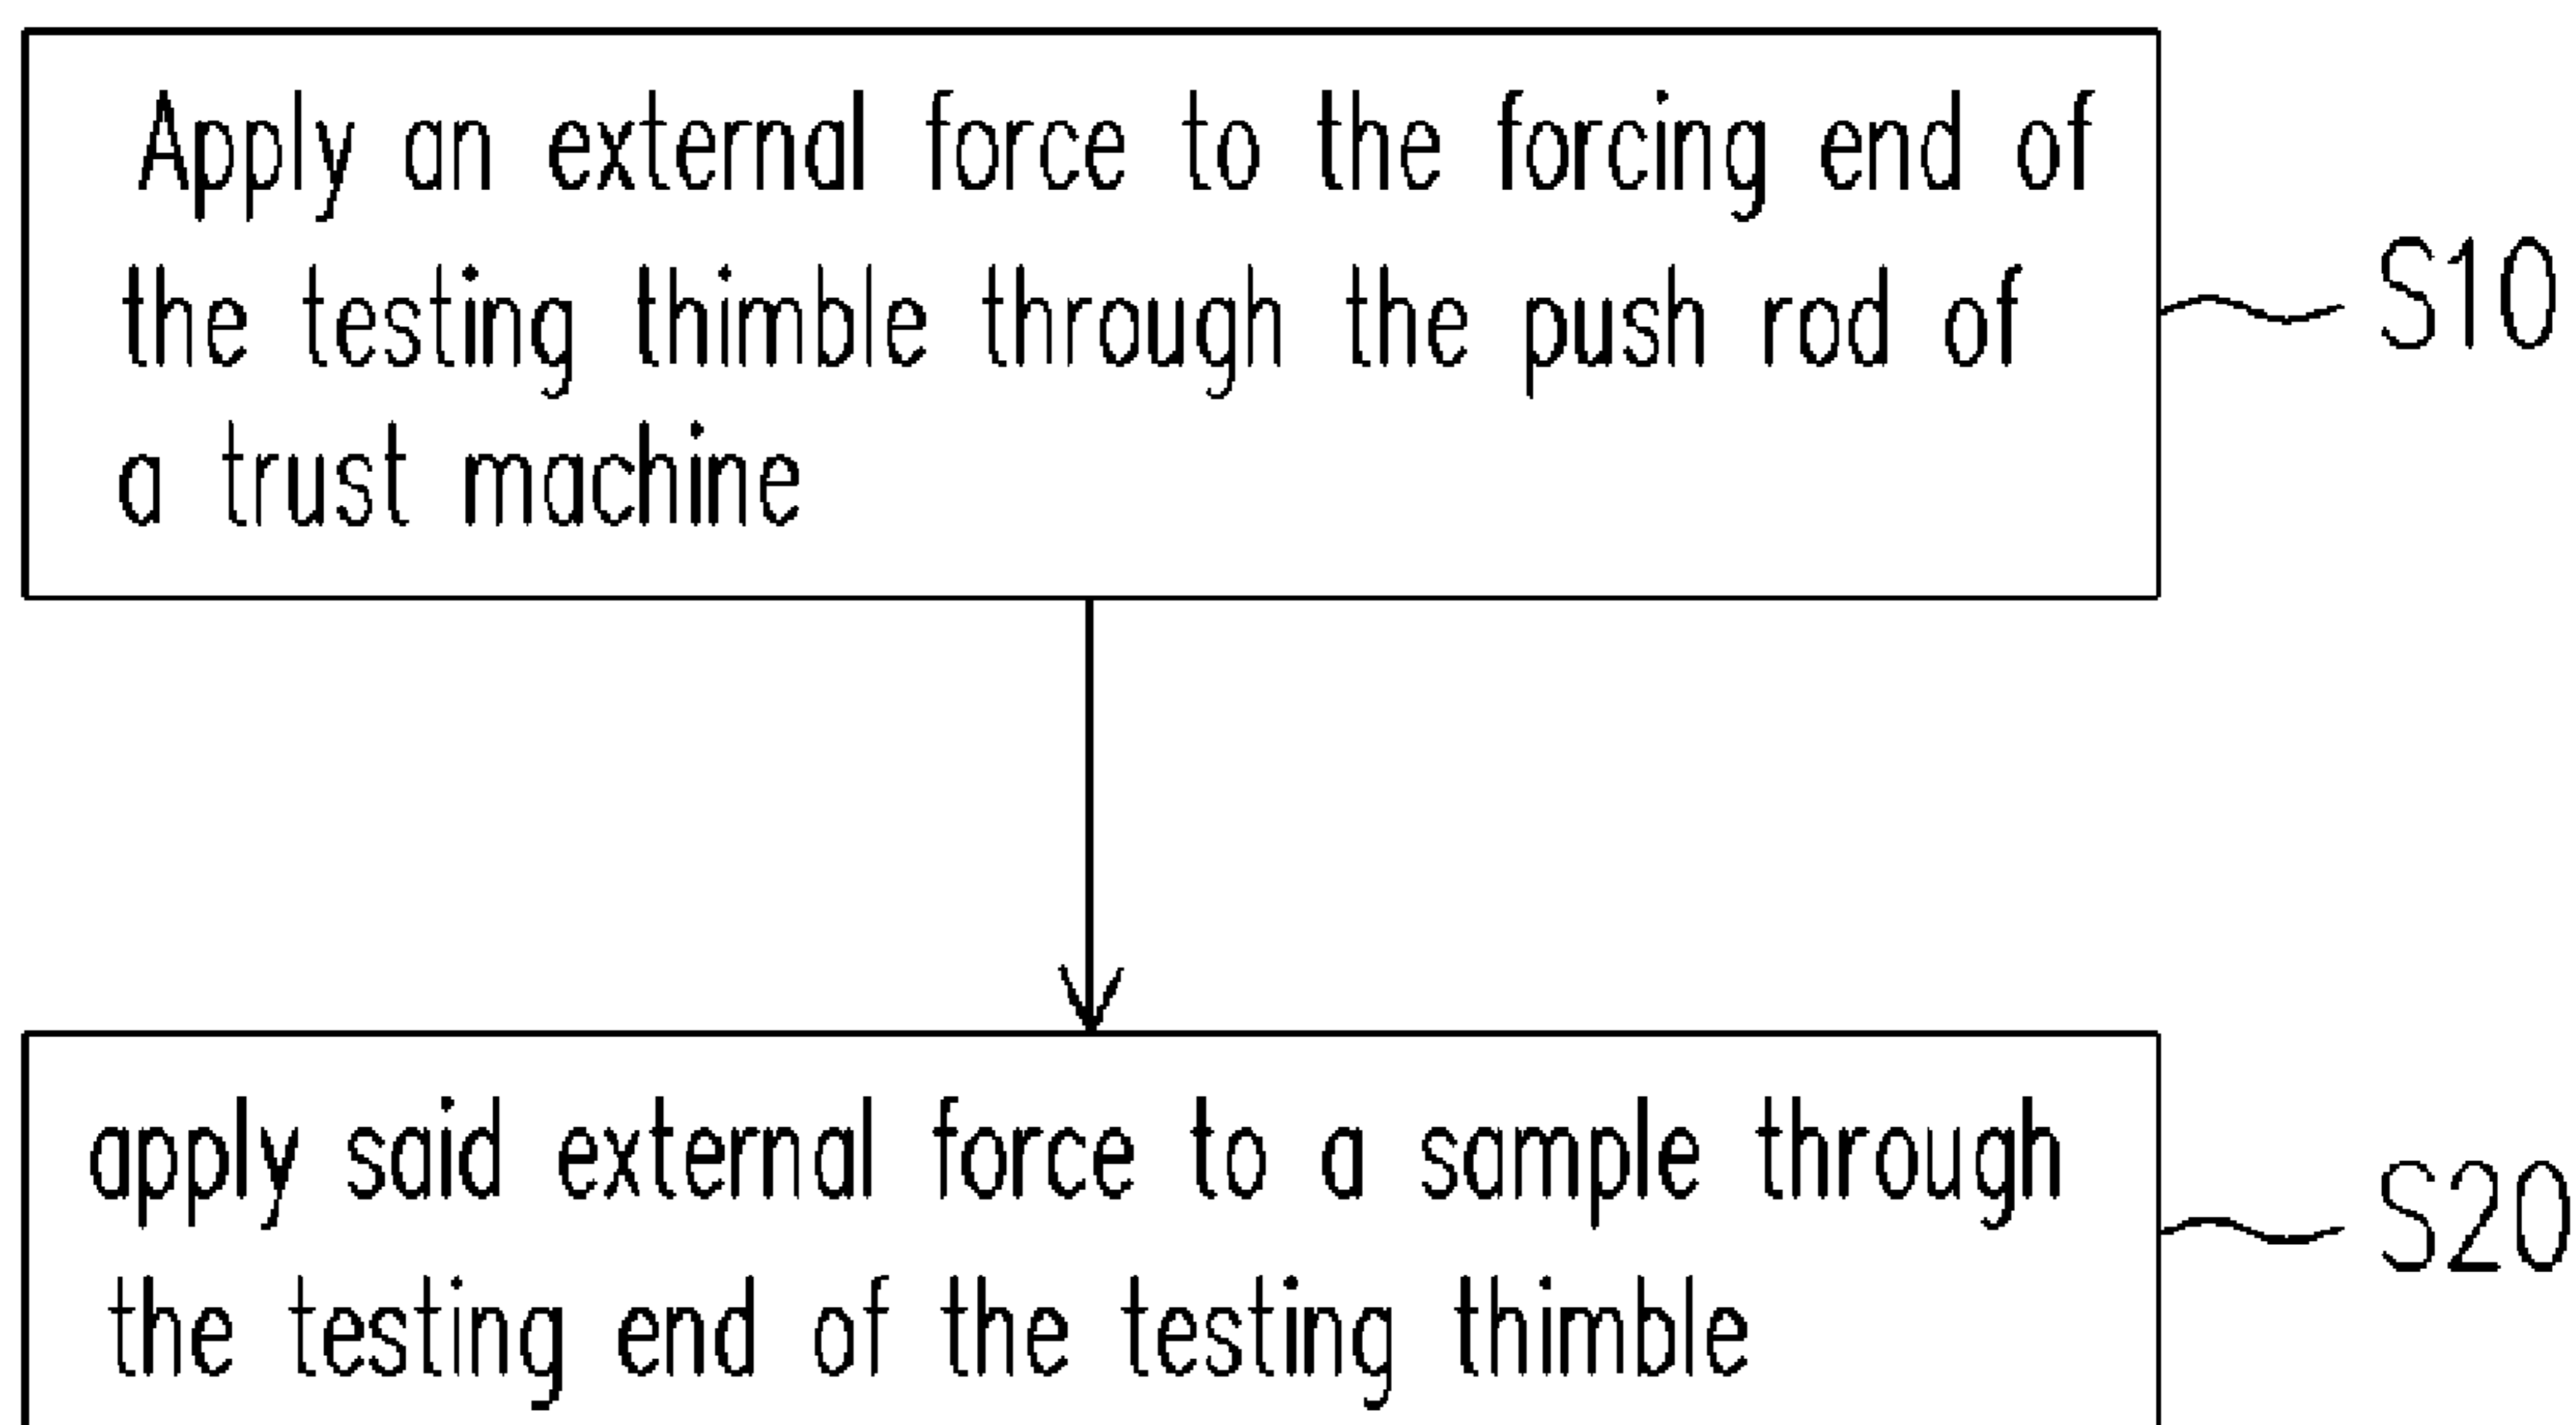 Apply an external force to the forcing end of
the testing thimble through the push rod of
a trust machine
S10
apply said external force to a sample through
the testing end of the testing thimble
S20